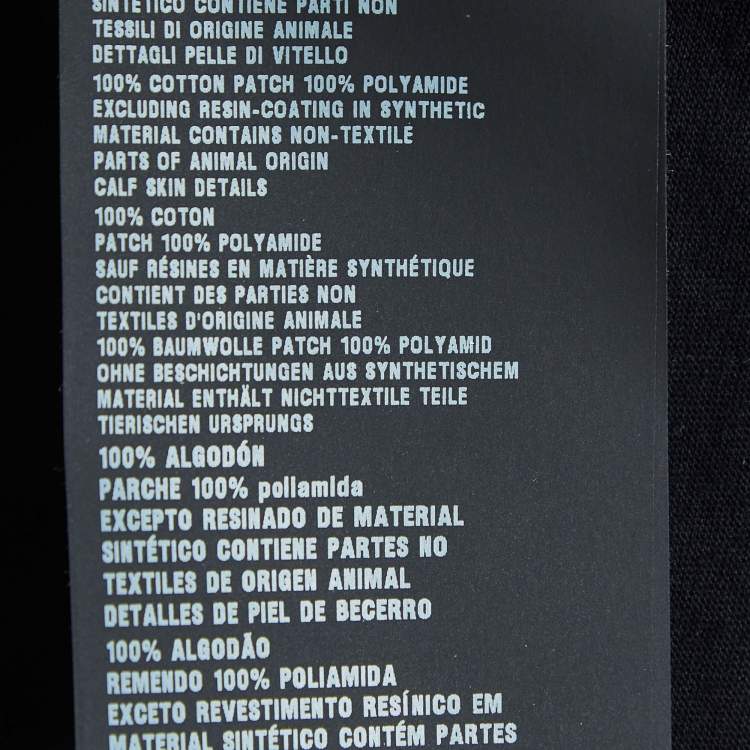 SINTETICO CONTIENE PARTI NON
TESSILI DI ORIGINE ANIMALE
DETTAGLI PELLE DI VITELLO
100% COTTON PATCH 100% POLYAMIDE
EXCLUDING RESIN-COATING IN SYNTHETIC
MATERIAL CONTAINS NON-TEXTILE
PARTS OF ANIMAL ORIGIN
CALF SKIN DETAILS
100% COTON
PATCH 100% POLYAMIDE
SAUF RÉSINES EN MATIÈRE SYNTHÉTIQUE
CONTIENT DES PARTIES NON
TEXTILES D'ORIGINE ANIMALE
100% BAUMWOLLE PATCH 100% POLYAMID
OHNE BESCHICHTUNGEN AUS SYNTHETISCHEM
MATERIAL ENTHÄLT NICHTTEXTILE TEILE
TIERISCHEN URSPRUNGS
100% ALGODÓN
PARCHE 100% poliamida
EXCEPTO RESINADO DE MATERIAL
SINTÉTICO CONTIENE PARTES NO
TEXTILES DE ORIGEN ANIMAL
DETALLES DE PIEL DE BECERRO
100% ALGODÃO
REMENDO 100% POLIAMIDA
EXCETO REVESTIMENTO RESÍNICO EM
MATERIAL SINTÉTICO CONTÉM PARTES